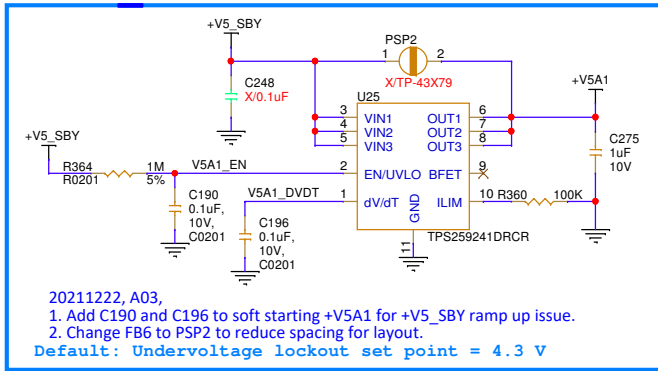 +V5_SBY
PSP2
1
2
X/TP-43X79
C248
X/0.1uF
+V5A1
U25
3
VIN1
OUT1
6
4
VIN2
OUT2
7
5
VIN3
OUT3
8
C275
1uF
10V
+V5_SBY
R364
R0201
1M
5%
V5A1_EN
2
EN/UVLO
BFET
9
C190
0.1uF,
10V,
C0201
V5A1_DVDT
1
dV/dT
GND
ILIM
10
R360
100K
C196
0.1uF,
10V,
C0201
11
TPS259241DRCR
20211222, A03,
1. Add C190 and C196 to soft starting +V5A1 for +V5_SBY ramp up issue.
2. Change FB6 to PSP2 to reduce spacing for layout.
Default: Undervoltage lockout set point = 4.3 V